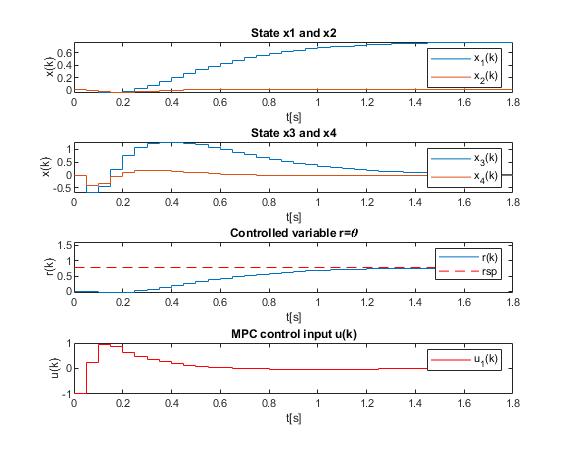 State x1 and x2
x(k)
0.6
0.4
0.2
0
x₁(k)
x₂(k)
0 0.2 0.4 0.6 0.8 1 1.2 1.4 1.6 1.8
t[s]
State x3 and x4
x(k)
1
0.5
0
-0.5
x₃(k)
x₄(k)
0 0.2 0.4 0.6 0.8 1 1.2 1.4 1.6 1.8
t[s]
Controlled variable r=θ
r(k)
1.5
1
0.5
0
r(k)
rsp
0 0.2 0.4 0.6 0.8 1 1.2 1.4 1.6 1.8
t[s]
MPC control input u(k)
u(k)
1
0
-1
u₁(k)
0 0.2 0.4 0.6 0.8 1 1.2 1.4 1.6 1.8
t[s]